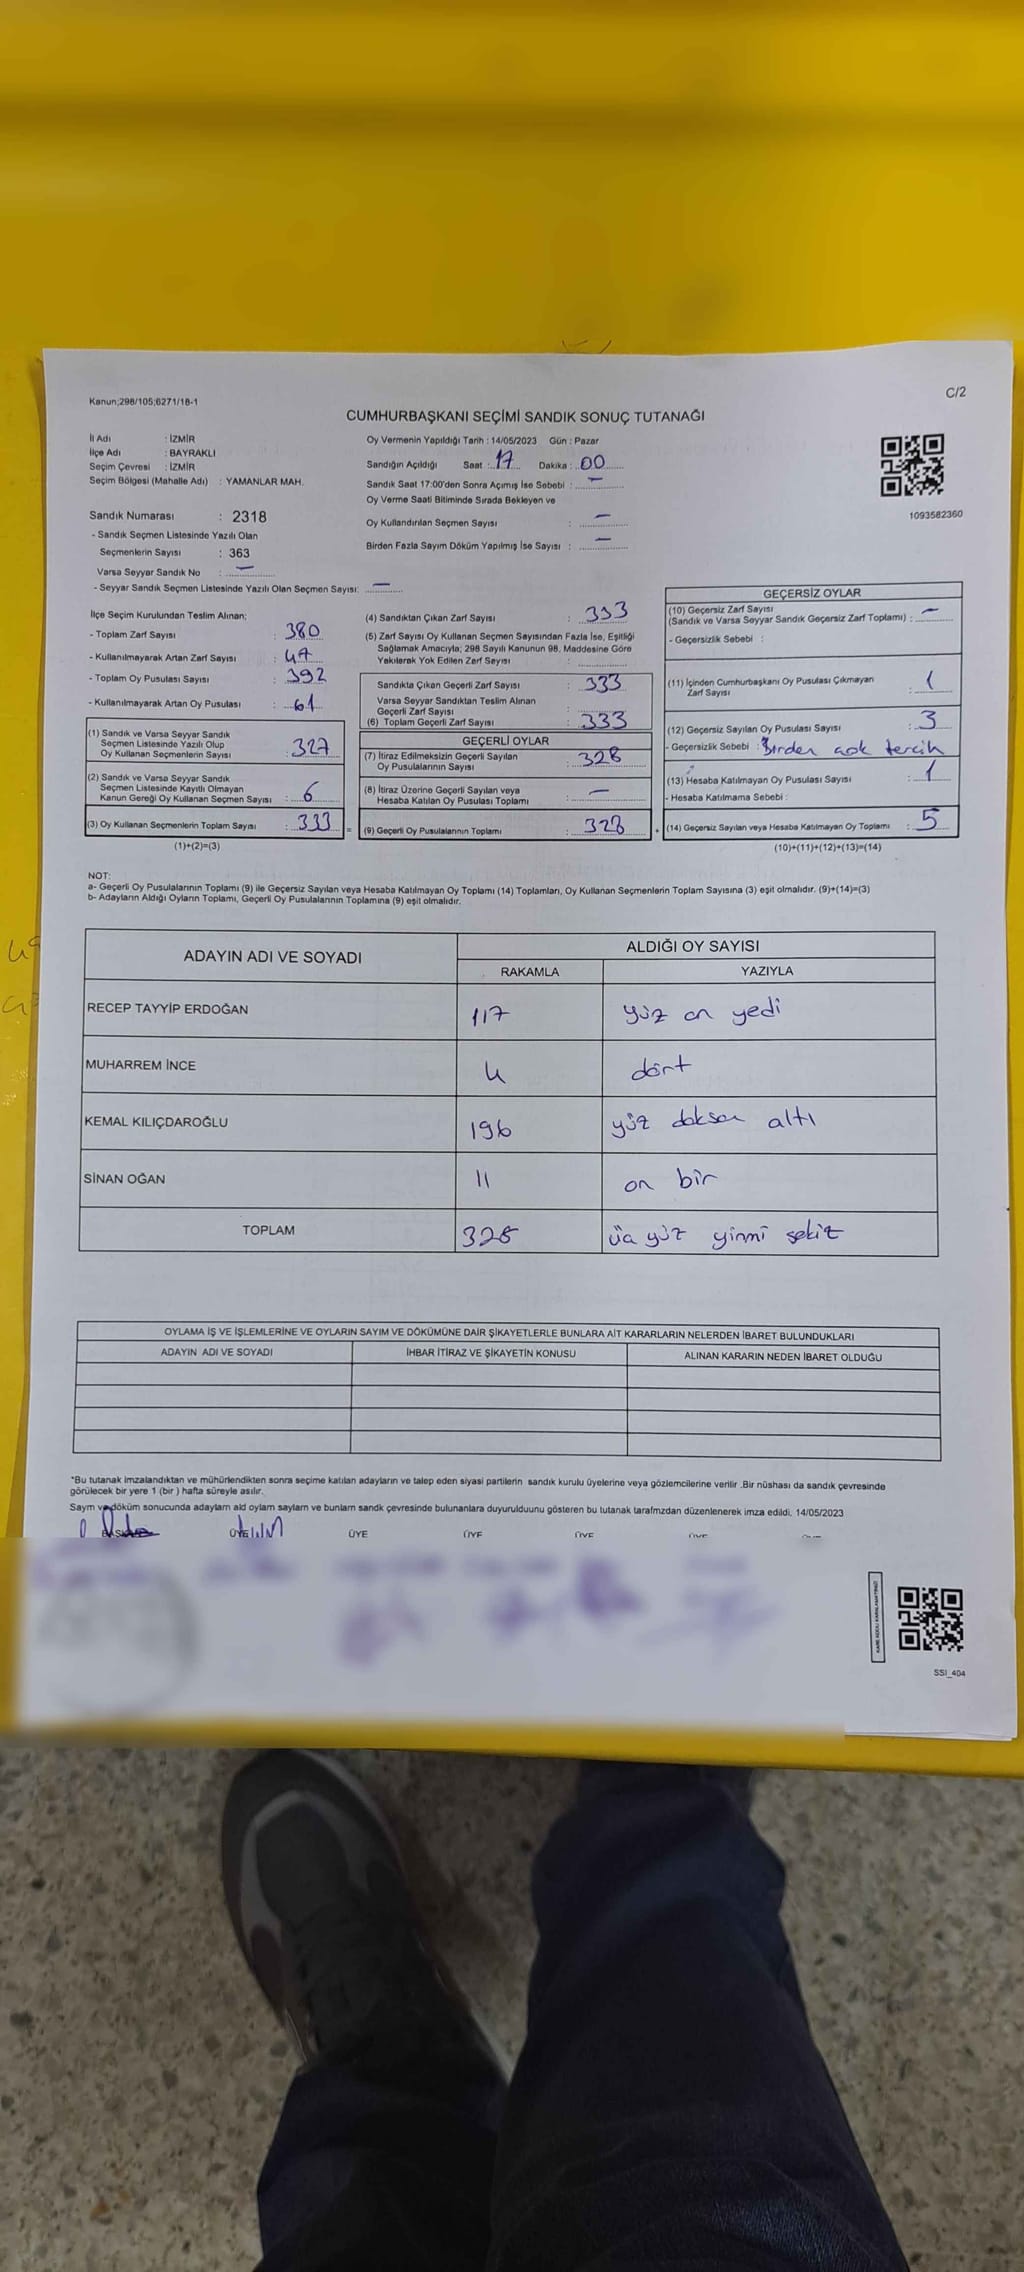 Kanun;298/105;6271/18-1
C/2
CUMHURBAŞKANI SEÇİMİ SANDIK SONUÇ TUTANAĞI
İl Adı : İZMİR
İlçe Adı : BAYRAKLI
Seçim Çevresi : İZMİR
Seçim Bölgesi (Mahalle Adı) : YAMANLAR MAH.
Sandık Numarası : 2318
- Sandık Seçmen Listesinde Yazılı Olan
Seçmenlerin Sayısı : 363
Varsa Seyyar Sandık No : —
- Seyyar Sandık Seçmen Listesinde Yazılı Olan Seçmen Sayısı: —
Oy Vermenin Yapıldığı Tarih : 14/05/2023 Gün : Pazar
Sandığın Açıldığı Saat : 17 Dakika : 00
Sandık Saat 17:00'den Sonra Açımış İse Sebebi : —
Oy Verme Saati Bitiminde Sırada Bekleyen ve
Oy Kullandırılan Seçmen Sayısı : —
Birden Fazla Sayım Döküm Yapılmış İse Sayısı : —
1093582360
İlçe Seçim Kurulundan Teslim Alınan;
- Toplam Zarf Sayısı : 380
- Kullanılmayarak Artan Zarf Sayısı : 47
- Toplam Oy Pusulası Sayısı : 392
- Kullanılmayarak Artan Oy Pusulası : 61
(1) Sandık ve Varsa Seyyar Sandık
Seçmen Listesinde Yazılı Olup
Oy Kullanan Seçmenlerin Sayısı : 327
(2) Sandık ve Varsa Seyyar Sandık
Seçmen Listesinde Kayıtlı Olmayan
Kanun Gereği Oy Kullanan Seçmen Sayısı : 6
(3) Oy Kullanan Seçmenlerin Toplam Sayısı : 333
(1)+(2)=(3)
(4) Sandıktan Çıkan Zarf Sayısı : 333
(5) Zarf Sayısı Oy Kullanan Seçmen Sayısından Fazla İse, Eşitliği
Sağlamak Amacıyla; 298 Sayılı Kanunun 98. Maddesine Göre
Yakılarak Yok Edilen Zarf Sayısı :
Sandıkta Çıkan Geçerli Zarf Sayısı : 333
Varsa Seyyar Sandıktan Teslim Alınan
Geçerli Zarf Sayısı :
(6) Toplam Geçerli Zarf Sayısı : 333
GEÇERLİ OYLAR
(7) İtiraz Edilmeksizin Geçerli Sayılan
Oy Pusulalarının Sayısı : 328
(8) İtiraz Üzerine Geçerli Sayılan veya
Hesaba Katılan Oy Pusulası Toplamı : —
= (9) Geçerli Oy Pusulalarının Toplamı : 328
GEÇERSİZ OYLAR
(10) Geçersiz Zarf Sayısı
(Sandık ve Varsa Seyyar Sandık Geçersiz Zarf Toplamı) : —
- Geçersizlik Sebebi :
(11) İçinden Cumhurbaşkanı Oy Pusulası Çıkmayan
Zarf Sayısı : 1
(12) Geçersiz Sayılan Oy Pusulası Sayısı : 3
- Geçersizlik Sebebi : Birden çok tercih
(13) Hesaba Katılmayan Oy Pusulası Sayısı : 1
- Hesaba Katılmama Sebebi :
+ (14) Geçersiz Sayılan veya Hesaba Katılmayan Oy Toplamı : 5
(10)+(11)+(12)+(13)=(14)
NOT:
a- Geçerli Oy Pusulalarının Toplamı (9) ile Geçersiz Sayılan veya Hesaba Katılmayan Oy Toplamı (14) Toplamları, Oy Kullanan Seçmenlerin Toplam Sayısına (3) eşit olmalıdır. (9)+(14)=(3)
b- Adayların Aldığı Oyların Toplamı, Geçerli Oy Pusulalarının Toplamına (9) eşit olmalıdır.
ADAYIN ADI VE SOYADI ALDIĞI OY SAYISI
RAKAMLA YAZIYLA
RECEP TAYYİP ERDOĞAN 117 yüz on yedi
MUHARREM İNCE 4 dört
KEMAL KILIÇDAROĞLU 196 yüz doksan altı
SİNAN OĞAN 11 on bir
TOPLAM 328 üç yüz yirmi sekiz
OYLAMA İŞ VE İŞLEMLERİNE VE OYLARIN SAYIM VE DÖKÜMÜNE DAİR ŞİKAYETLERLE BUNLARA AİT KARARLARIN NELERDEN İBARET BULUNDUKLARI
ADAYIN ADI VE SOYADI İHBAR İTİRAZ VE ŞİKAYETİN KONUSU ALINAN KARARIN NEDEN İBARET OLDUĞU
*Bu tutanak imzalandıktan ve mühürlendikten sonra seçime katılan adayların ve talep eden siyasi partilerin sandık kurulu üyelerine veya gözlemcilerine verilir .Bir nüshası da sandık çevresinde
görülecek bir yere 1 (bir ) hafta süreyle asılır.
Saym ve döküm sonucunda adaylarm ald oylarm saylarm ve bunlarm sandk çevresinde bulunanlara duyurulduunu gösteren bu tutanak tarafmzdan düzenlenerek imza edildi. 14/05/2023
BAŞKAN ÜYE ÜYE ÜYE ÜYE
SSI_404